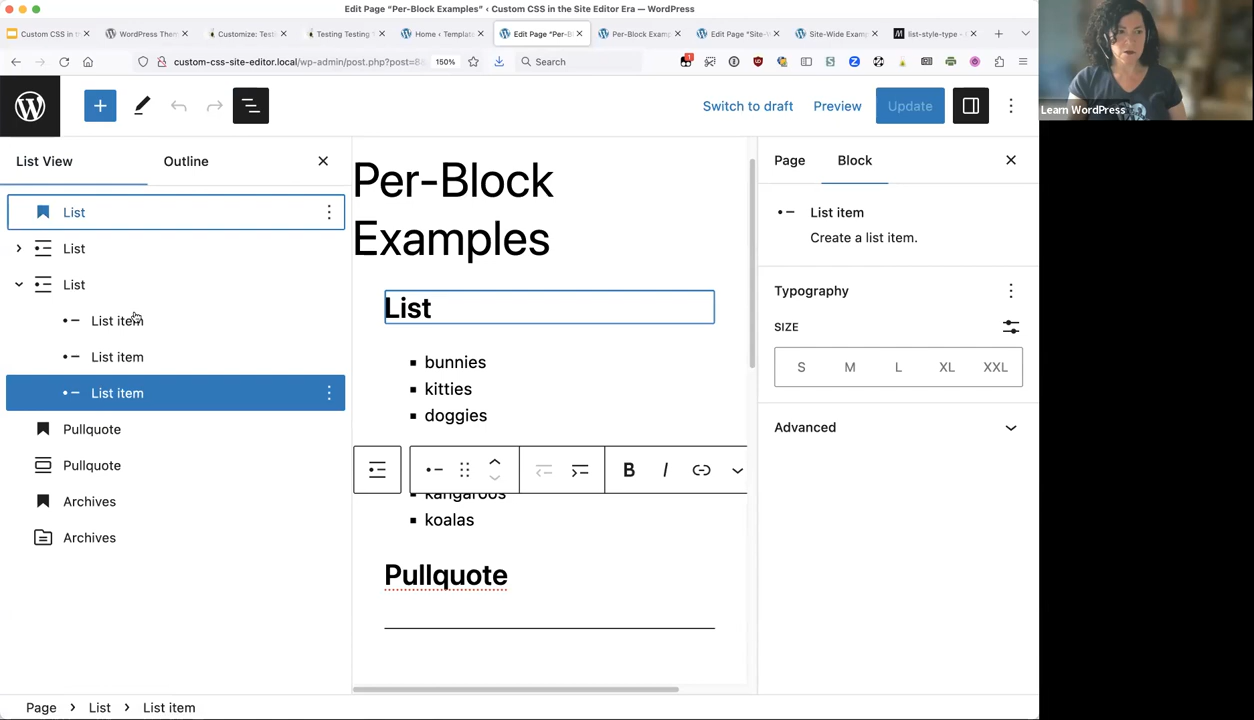 Edit Page “Per-Block Examples” ‹ Custom CSS in the Site Editor Era — WordPress
Custom CSS in t
WordPress Them
Customize: Testi
Testing Testing T
Home ‹ Templat
Edit Page “Per-B
Per-Block Examp
Edit Page "Site-W
Site-Wide Exam
list-style-type - C
custom-css-site-editor.local/wp-admin/post.php?post=8
150%
Search
Switch to draft
Preview
Update
List View
Outline
List
List
List
List item
List item
List item
Pullquote
Pullquote
Archives
Archives
Per-Block
Examples
List
bunnies
kitties
doggies
B
I
kangaroos
koalas
Pullquote
Page
Block
List item
Create a list item.
Typography
SIZE
S
M
L
XL
XXL
Advanced
Page
List
List item
Learn WordPress